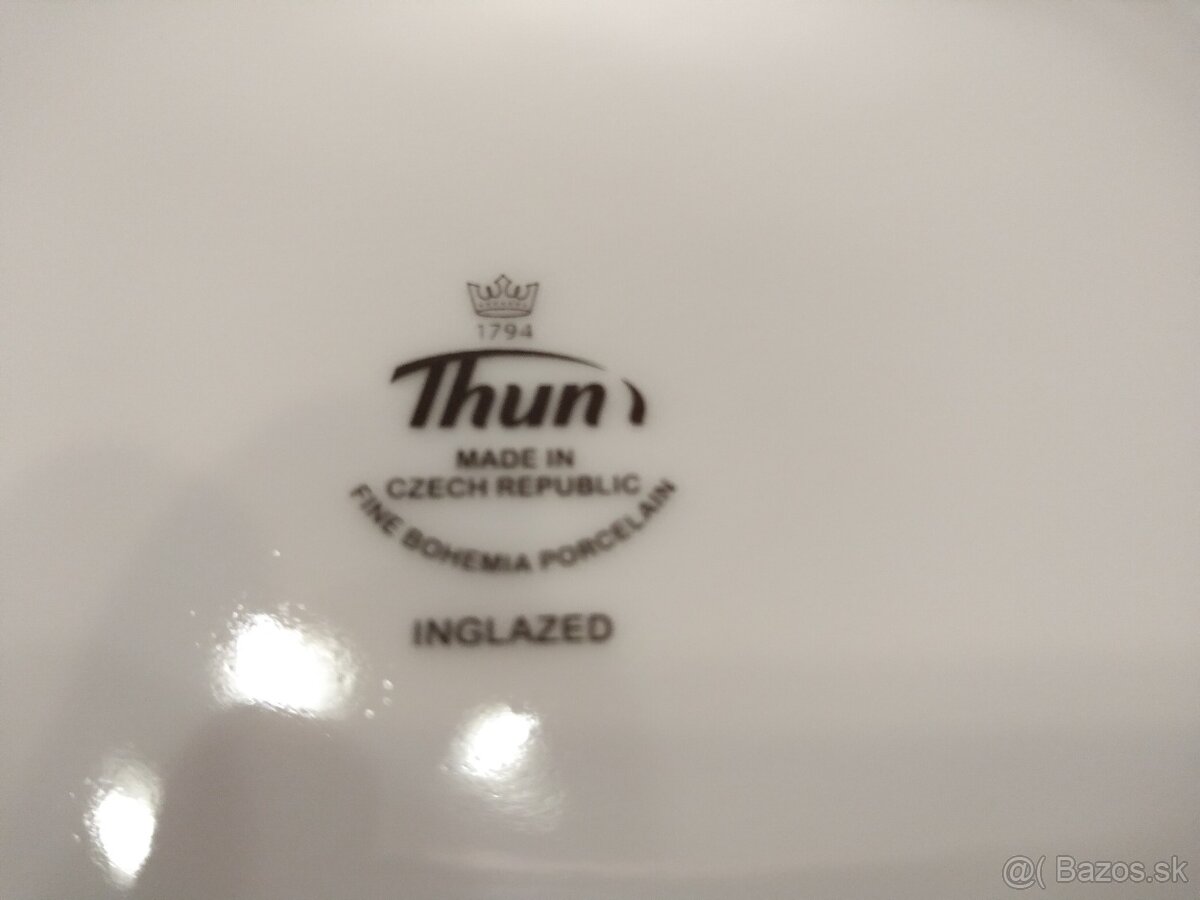 1794
Thun
MADE IN
CZECH REPUBLIC
FINE BOHEMIA PORCELAIN
INGLAZED
@( Bazos.sk